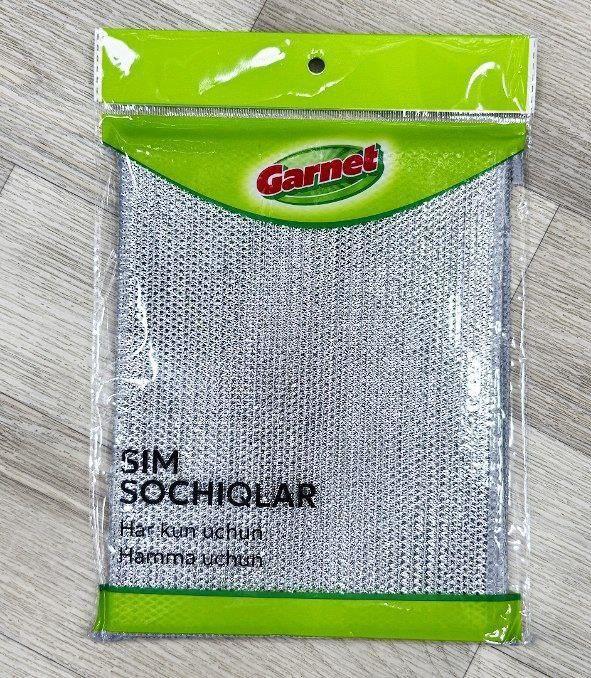 Garnet
SIM
SOCHIQLAR
Har kun uchun
Hamma uchun